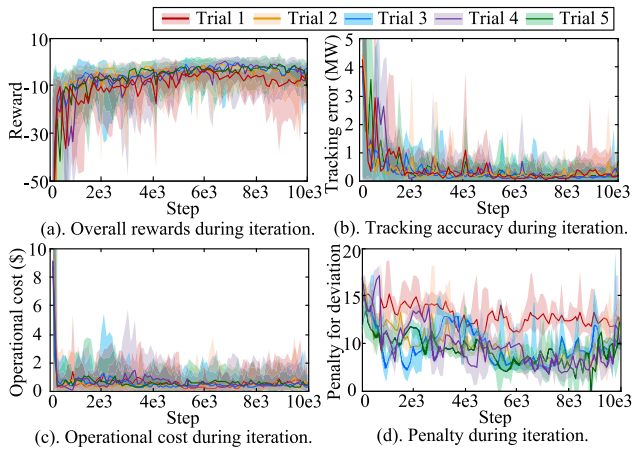 Trial 1 Trial 2 Trial 3 Trial 4 Trial 5
10
-10
-30
-50
Reward
0 2e3 4e3 6e3 8e3 10e3
Step
(a). Overall rewards during iteration.
5
4
3
2
1
0
Tracking error (MW)
0 2e3 4e3 6e3 8e3 10e3
Step
(b). Tracking accuracy during iteration.
10
8
6
4
2
0
Operational cost ($)
0 2e3 4e3 6e3 8e3 10e3
Step
(c). Operational cost during iteration.
20
15
10
5
Penalty for deviation
0 2e3 4e3 6e3 8e3 10e3
Step
(d). Penalty during iteration.